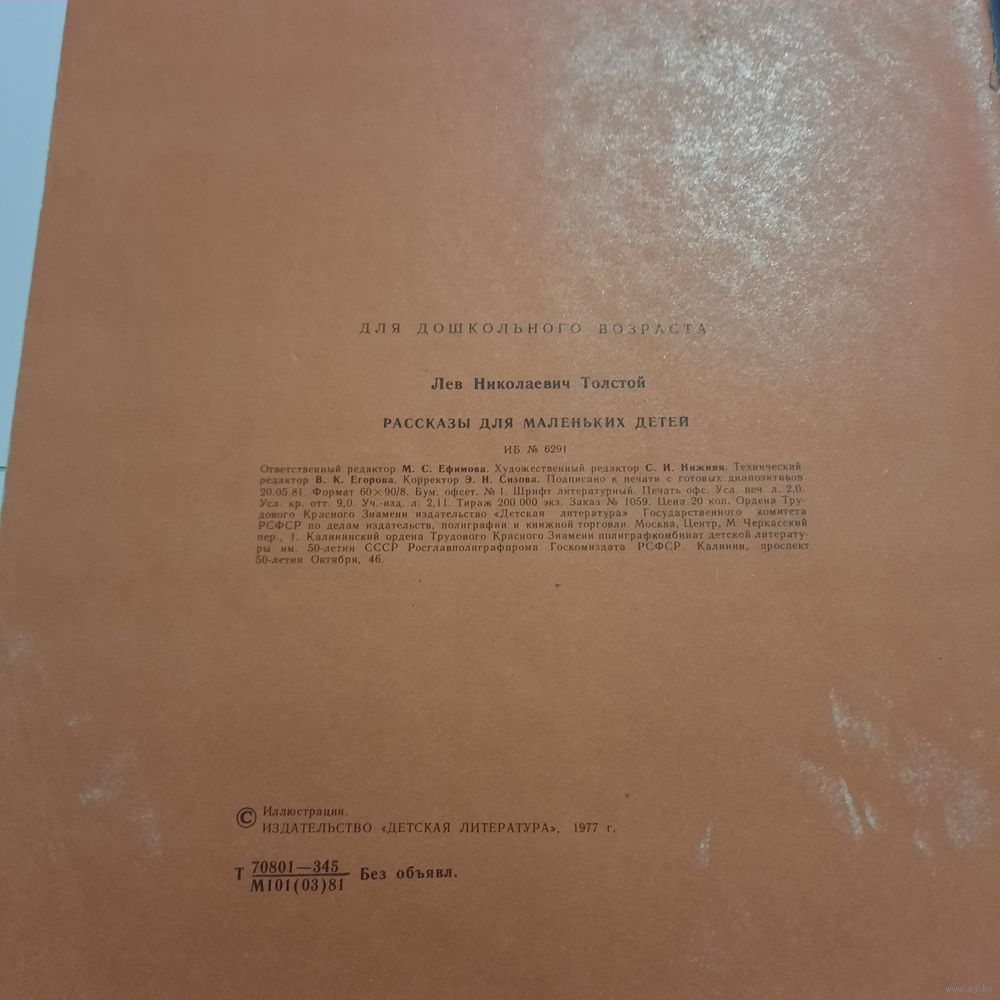 ДЛЯ ДОШКОЛЬНОГО ВОЗРАСТА
Лев Николаевич Толстой
РАССКАЗЫ ДЛЯ МАЛЕНЬКИХ ДЕТЕЙ
ИБ № 6291
Ответственный редактор М. С. Ефимова. Художественный редактор С. И. Нижняя. Технический
редактор В. К. Егорова. Корректор Э. Н. Сизова. Подписано к печати с готовых диапозитивов
20.05.81. Формат 60×90/8. Бум. офсет. № 1. Шрифт литературный. Печать офс. Усл. печ. л. 2,0.
Усл. кр. отт. 9,0. Уч.-изд. л. 2,11. Тираж 200 000 экз. Заказ № 1059. Цена 20 коп. Ордена Тру-
дового Красного Знамени издательство «Детская литература» Государственного комитета
РСФСР по делам издательств, полиграфии и книжной торговли. Москва, Центр, М. Черкасский
пер., 1. Калининский ордена Трудового Красного Знамени полиграфкомбинат детской литерату-
ры им. 50-летия СССР Росглавполиграфпрома Госкомиздата РСФСР. Калинин, проспект
50-летия Октября, 46.
© Иллюстрации.
ИЗДАТЕЛЬСТВО «ДЕТСКАЯ ЛИТЕРАТУРА», 1977 г.
Т 70801—345 Без объявл.
М101(03)81
www.ay.by